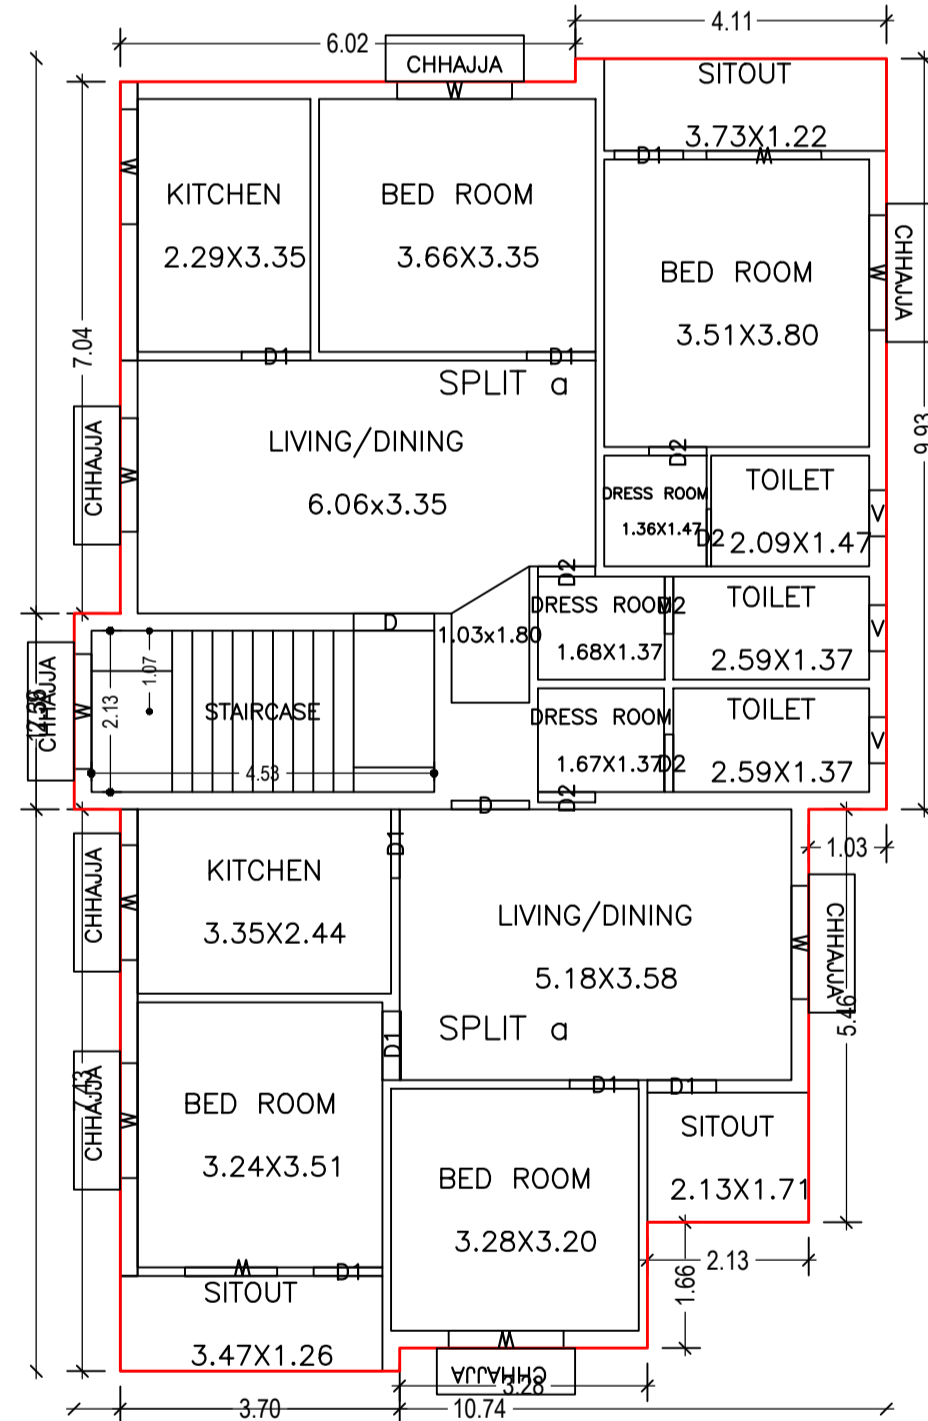 4.11
6.02
CHHAJJA
W
SITOUT
3.73X1.22
D1
W
W
KITCHEN
2.29X3.35
BED ROOM
3.66X3.35
BED ROOM
3.51X3.80
W
CHHAJJA
7.04
D1
D1
SPLIT a
9.93
LIVING/DINING
6.06x3.35
CHHAJJA
W
D2
DRESS ROOM
1.36X1.47
D2
TOILET
2.09X1.47
V
D2
DRESS ROOM
1.68X1.37
D2
TOILET
2.59X1.37
V
D
1.03x1.80
CHHAJJA
W
2.13
1.07
STAIRCASE
4.53
DRESS ROOM
1.67X1.37
D2
TOILET
2.59X1.37
V
D
D2
1.03
CHHAJJA
W
KITCHEN
3.35X2.44
D1
LIVING/DINING
5.18X3.58
W
CHHAJJA
5.46
SPLIT a
D1
7.43
CHHAJJA
W
BED ROOM
3.24X3.51
D1
D1
SITOUT
2.13X1.71
BED ROOM
3.28X3.20
2.13
1.66
W
D1
SITOUT
3.47X1.26
W
CHHAJJA
3.28
3.70
10.74